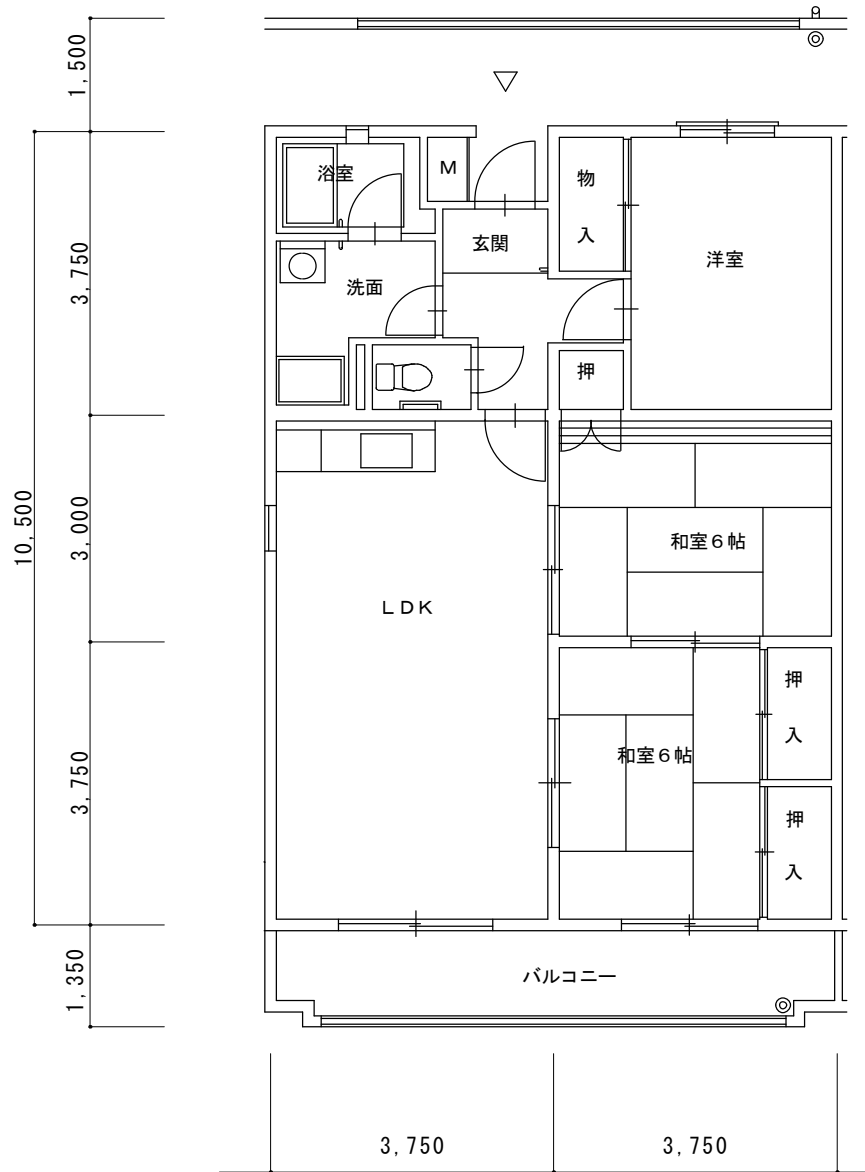 1,500
浴室
M
物入
玄関
3,750
洗面
洋室
押
10,500
3,000
和室６帖
ＬＤＫ
押入
3,750
和室６帖
押入
1,350
バルコニー
3,750
3,750